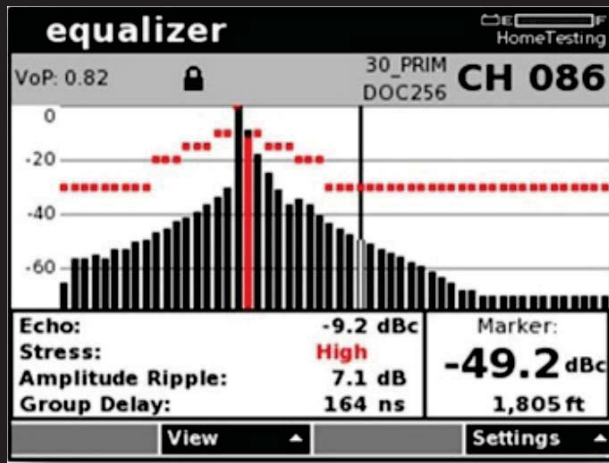 equalizer
E F
HomeTesting
VoP: 0.82
30_PRIM
DOC256
CH 086
0
-20
-40
-60
Echo: -9.2 dBc
Stress: High
Amplitude Ripple: 7.1 dB
Group Delay: 164 ns
Marker:
-49.2 dBc
1,805 ft
View
Settings